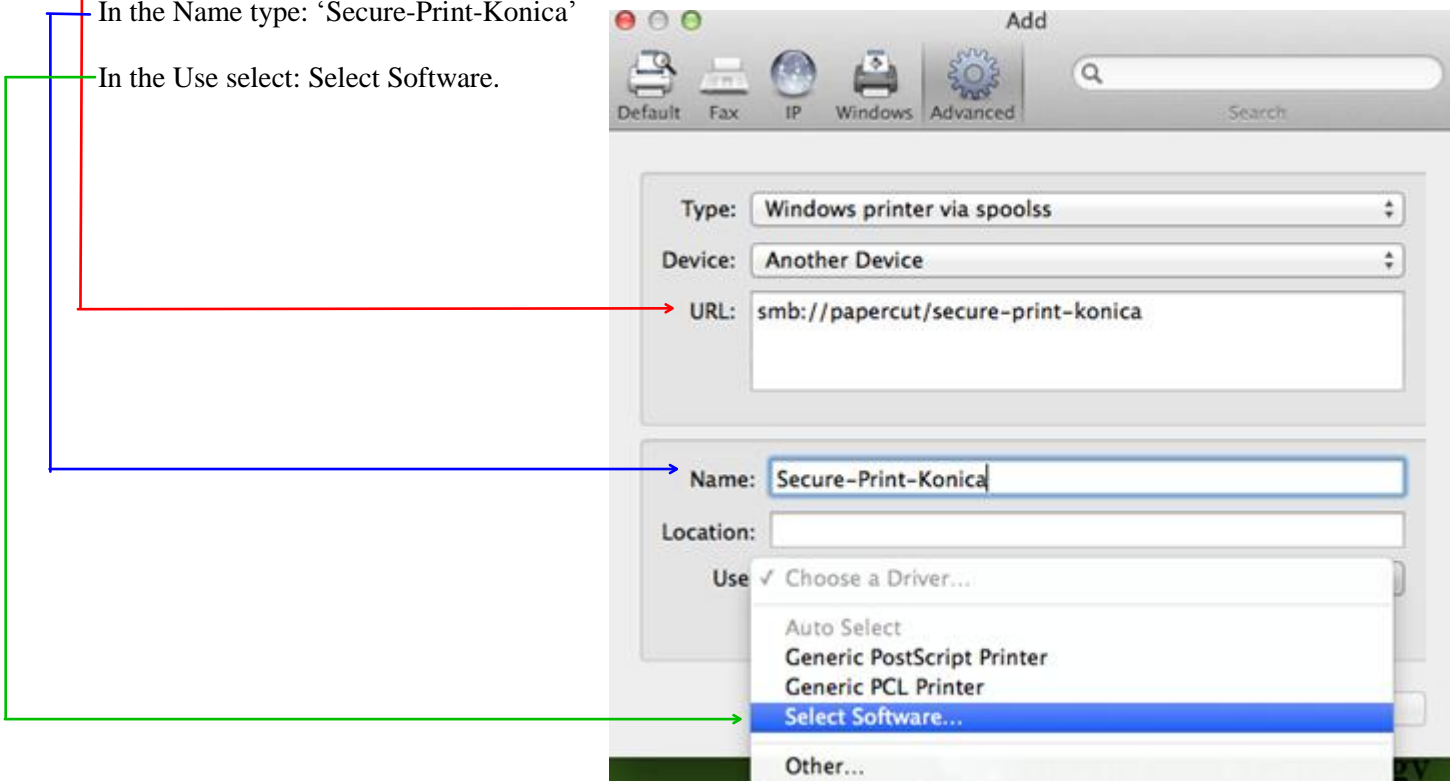 In the Name type: ‘Secure-Print-Konica’
In the Use select: Select Software.
Add
Default Fax IP Windows Advanced Search
Type: Windows printer via spoolss
Device: Another Device
URL: smb://papercut/secure-print-konica
Name: Secure-Print-Konica
Location:
Use ✓ Choose a Driver...
Auto Select
Generic PostScript Printer
Generic PCL Printer
Select Software...
Other...